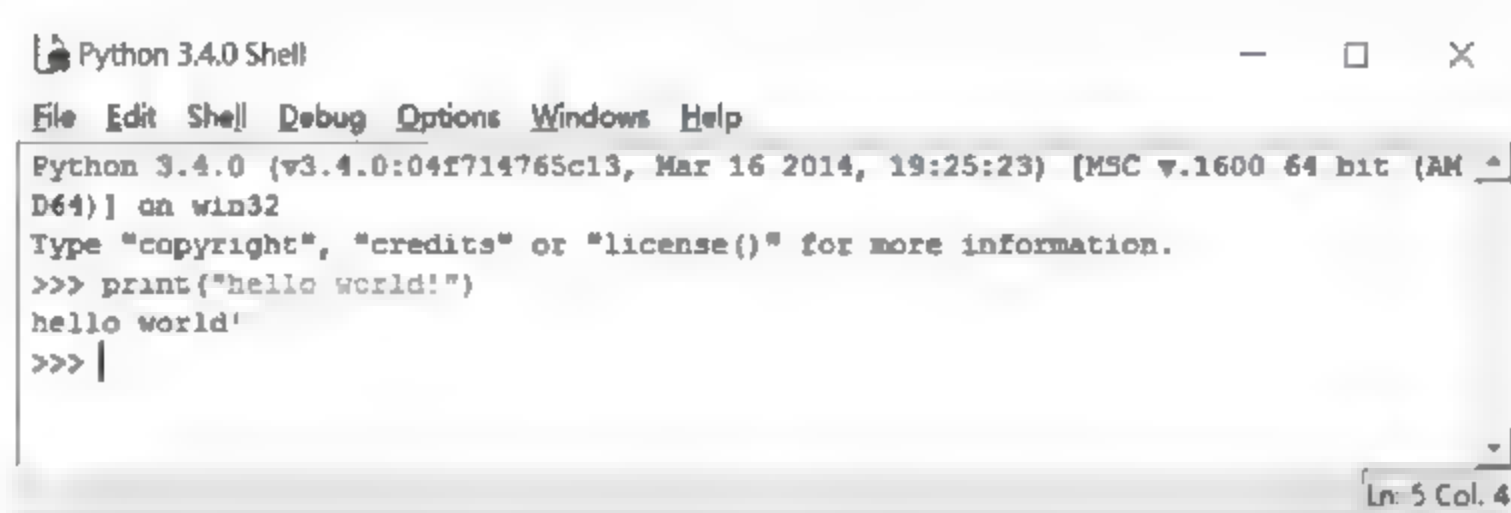 Python 3.4.0 Shell
File Edit Shell Debug Options Windows Help
Python 3.4.0 (v3.4.0:04f714765c13, Mar 16 2014, 19:25:23) [MSC v.1600 64 bit (AM
D64)] on win32
Type "copyright", "credits" or "license()" for more information.
>>> print("hello world!")
hello world!
>>>
Ln: 5 Col. 4